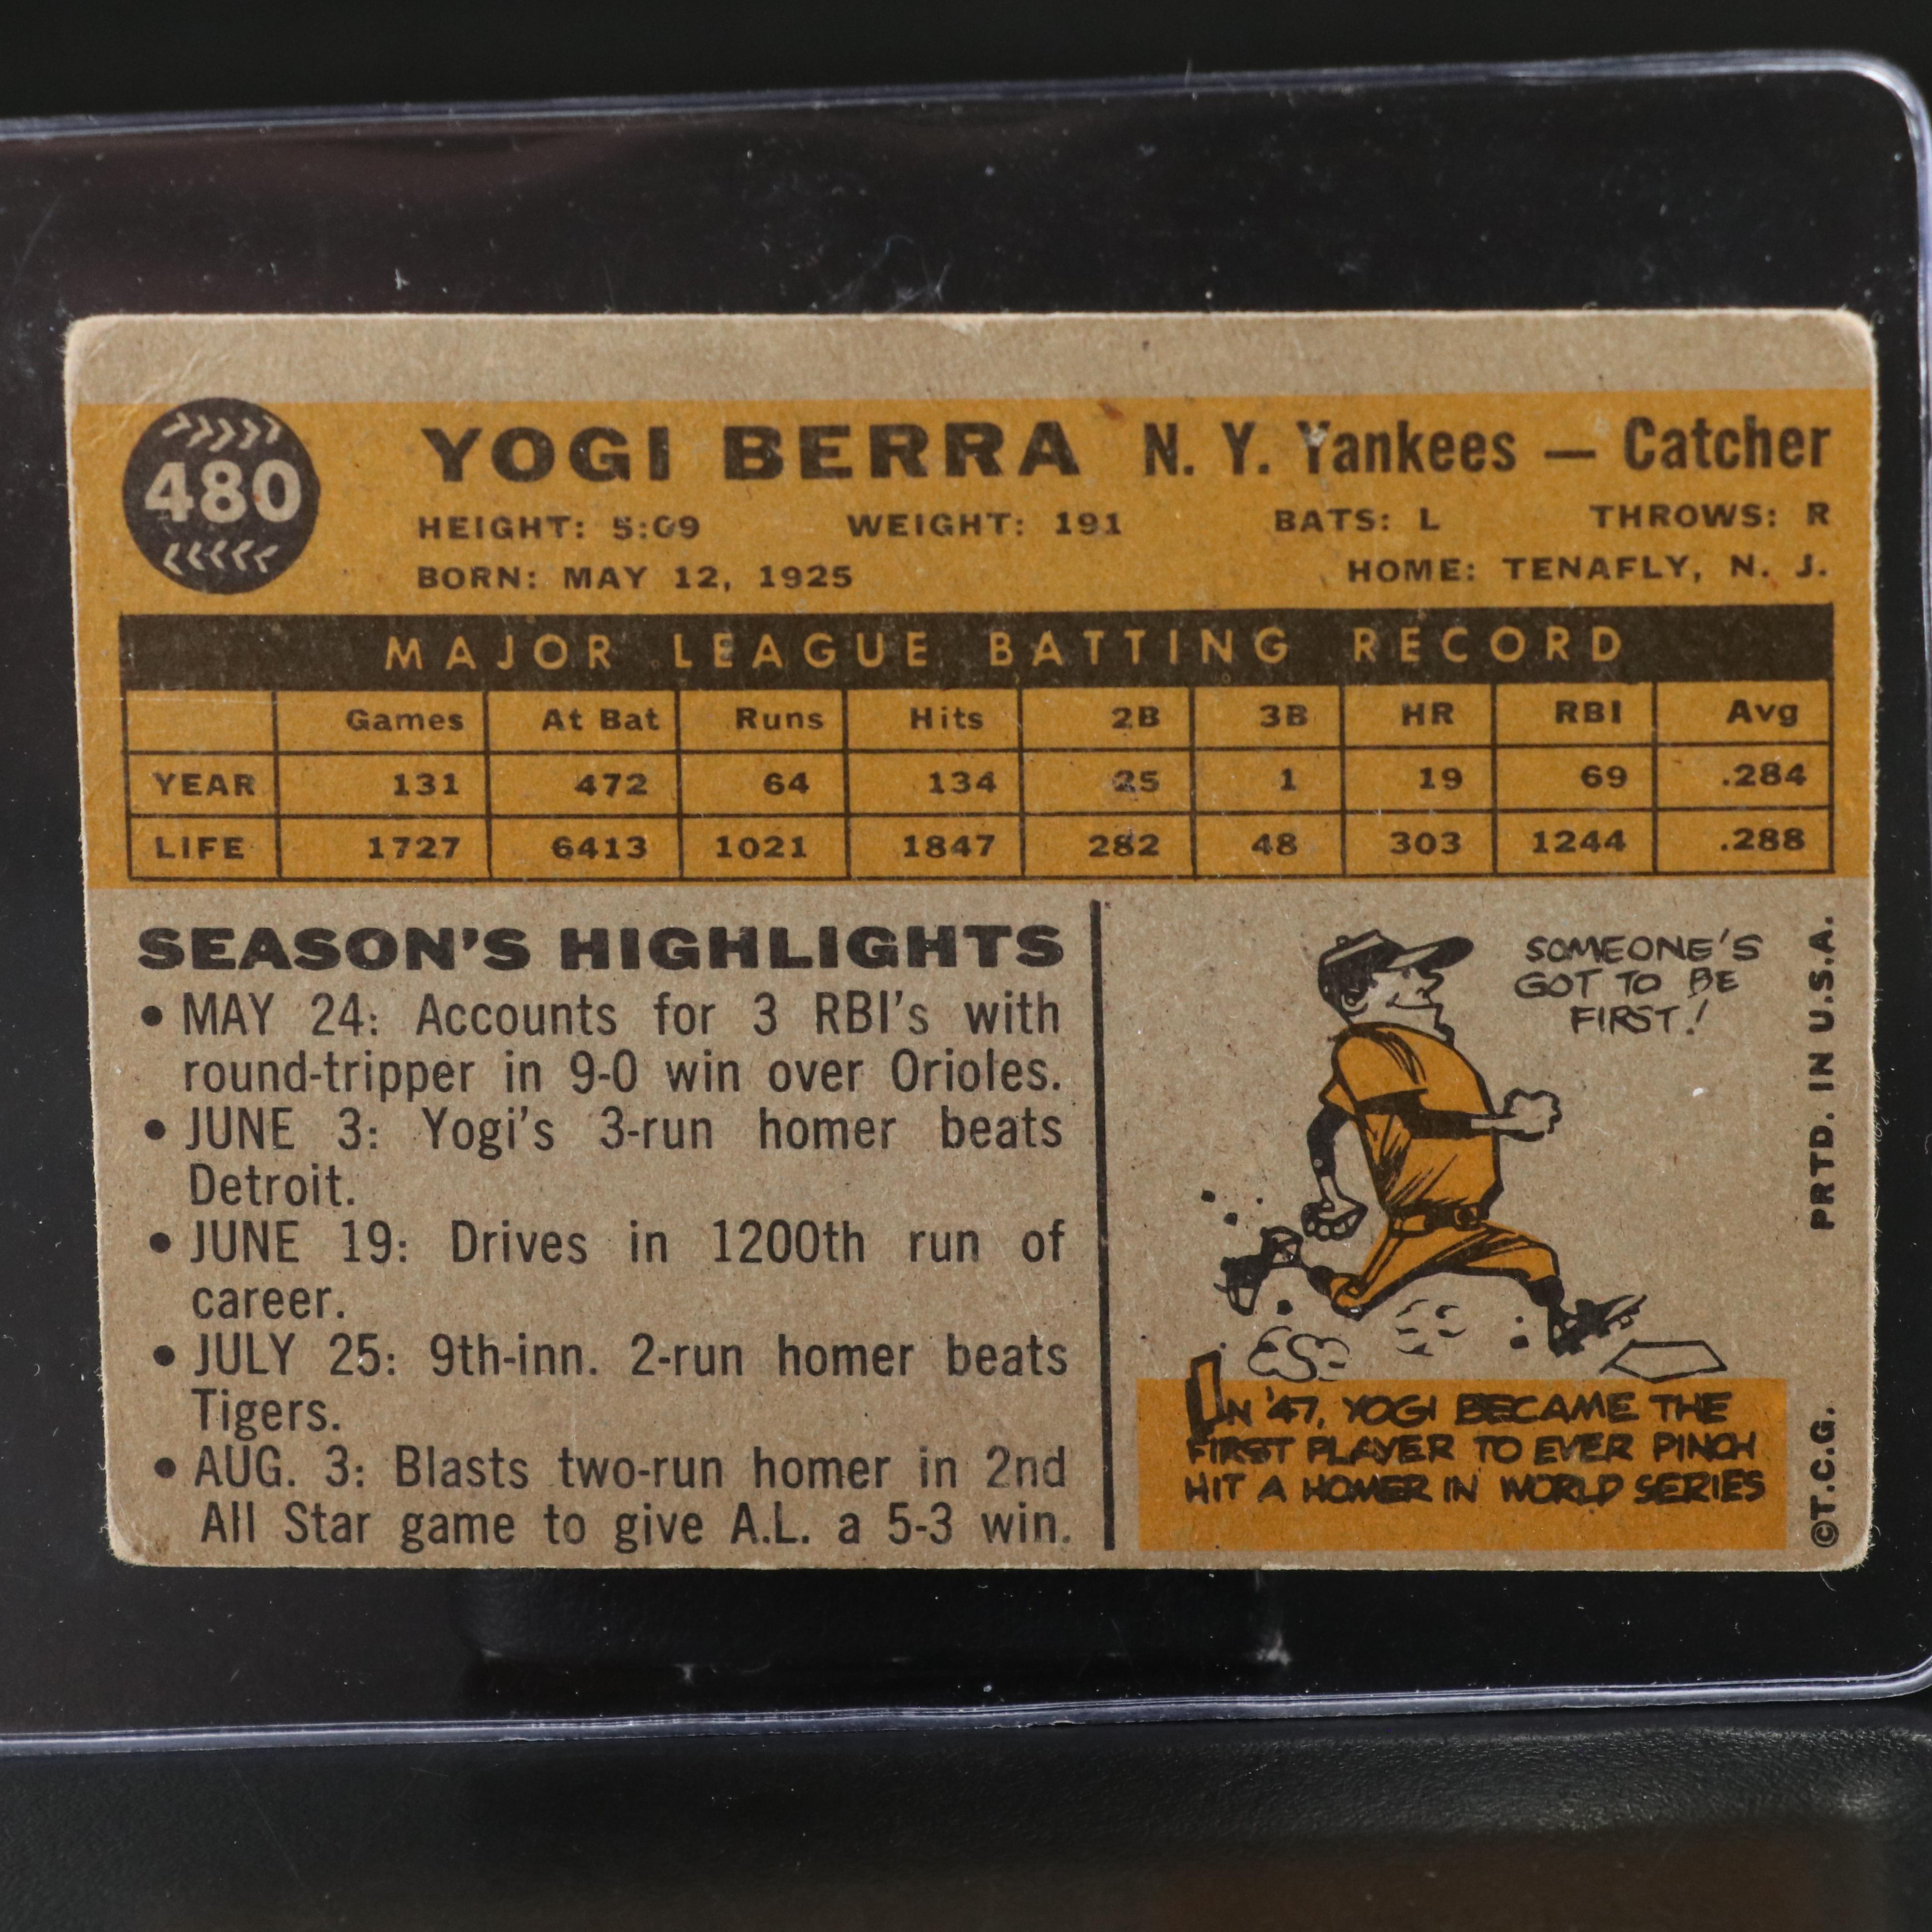 480
YOGI BERRA N. Y. Yankees — Catcher
HEIGHT: 5:09 WEIGHT: 191 BATS: L THROWS: R
BORN: MAY 12, 1925 HOME: TENAFLY, N. J.
MAJOR LEAGUE BATTING RECORD
Games At Bat Runs Hits 2B 3B HR RBI Avg
YEAR 131 472 64 134 25 1 19 69 .284
LIFE 1727 6413 1021 1847 282 48 303 1244 .288
SEASON'S HIGHLIGHTS
• MAY 24: Accounts for 3 RBI's with
round-tripper in 9-0 win over Orioles.
• JUNE 3: Yogi's 3-run homer beats
Detroit.
• JUNE 19: Drives in 1200th run of
career.
• JULY 25: 9th-inn. 2-run homer beats
Tigers.
• AUG. 3: Blasts two-run homer in 2nd
All Star game to give A.L. a 5-3 win.
SOMEONE'S
GOT TO BE
FIRST!
IN '47, YOGI BECAME THE
FIRST PLAYER TO EVER PINCH
HIT A HOMER IN WORLD SERIES
©T.C.G. PRTD. IN U.S.A.